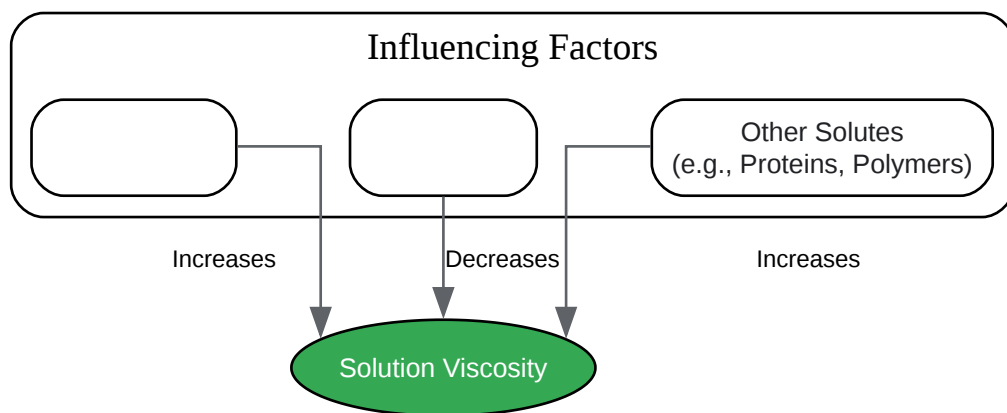 Influencing Factors
Other Solutes
(e.g., Proteins, Polymers)
Increases
Decreases
Increases
Solution Viscosity